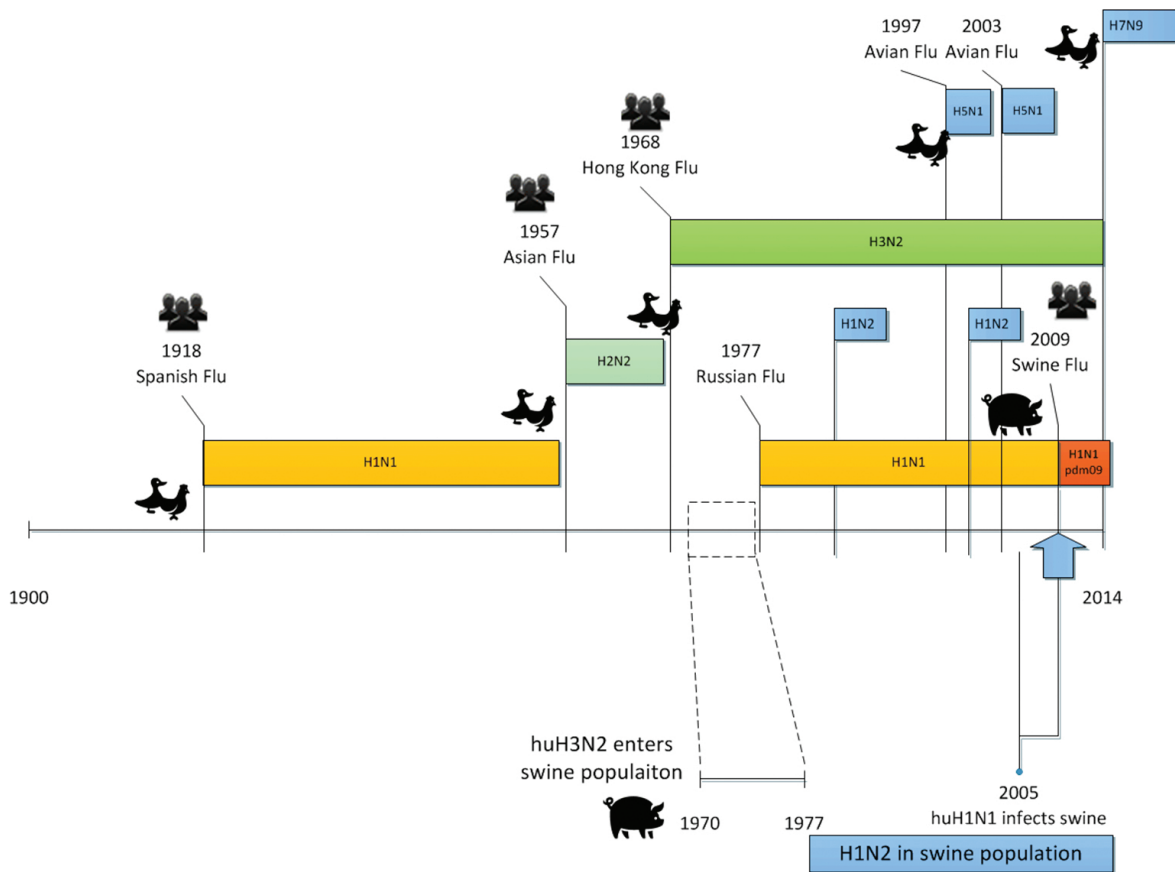 H7N9
1997
Avian Flu
2003
Avian Flu
H5N1
H5N1
1968
Hong Kong Flu
1957
Asian Flu
H3N2
1918
Spanish Flu
H2N2
1977
Russian Flu
H1N2
H1N2
2009
Swine Flu
H1N1
H1N1
H1N1
pdm09
1900
2014
huH3N2 enters
swine populaiton
1970
1977
2005
huH1N1 infects swine
H1N2 in swine population